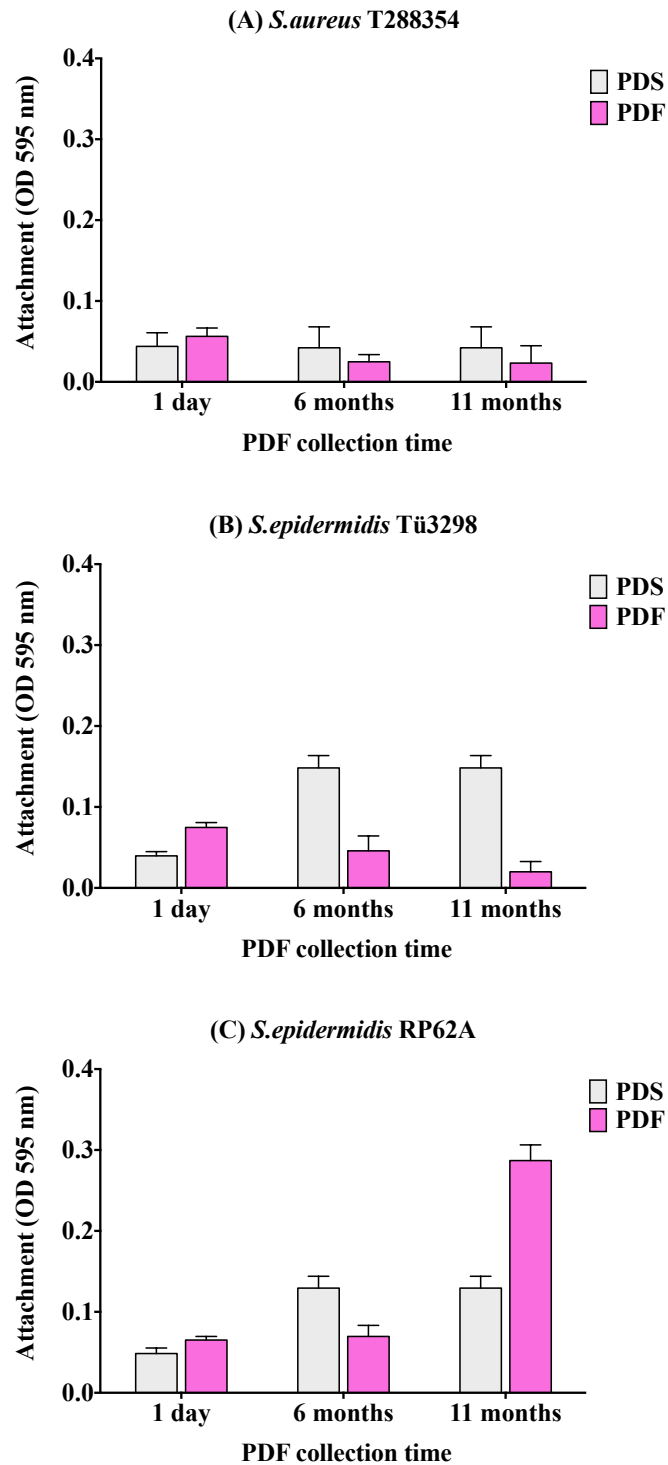 (A) S.aureus T288354
0.4
0.3
0.2
0.1
0.0
Attachment (OD 595 nm)
PDS
PDF
1 day 6 months 11 months
PDF collection time
(B) S.epidermidis Tü3298
0.4
0.3
0.2
0.1
0.0
Attachment (OD 595 nm)
PDS
PDF
1 day 6 months 11 months
PDF collection time
(C) S.epidermidis RP62A
0.4
0.3
0.2
0.1
0.0
Attachment (OD 595 nm)
PDS
PDF
1 day 6 months 11 months
PDF collection time